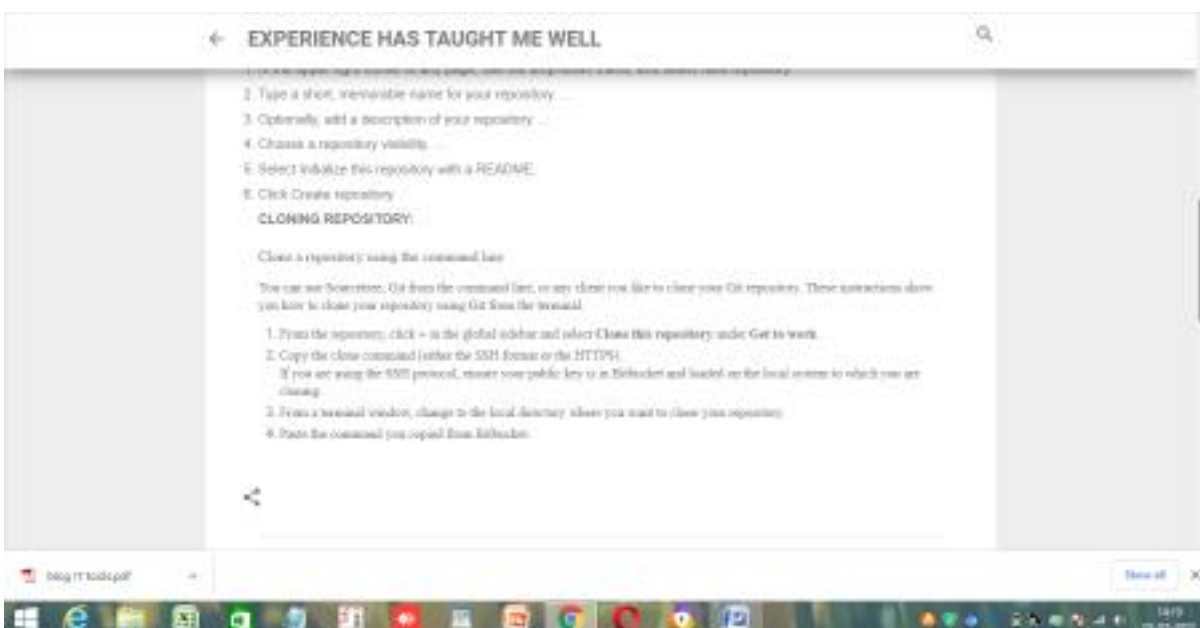 EXPERIENCE HAS TAUGHT ME WELL
2. Type a short, memorable name for your repository. ...
3. Optionally, add a description of your repository. ...
4. Choose a repository visibility. ...
5. Select Initialize this repository with a README.
6. Click Create repository.
CLONING REPOSITORY:
Clone a repository using the command line
You can use Sourcetree, Git from the command line, or any client you like to clone your Git repository. These instructions show
you how to clone your repository using Git from the terminal.
1. From the repository, click + in the global sidebar and select Clone this repository under Get to work.
2. Copy the clone command (either the SSH format or the HTTPS).
If you are using the SSH protocol, ensure your public key is in Bitbucket and loaded on the local system to which you are
cloning.
3. From a terminal window, change to the local directory where you want to clone your repository.
4. Paste the command you copied from Bitbucket
blog IT tools.pdf
Show all